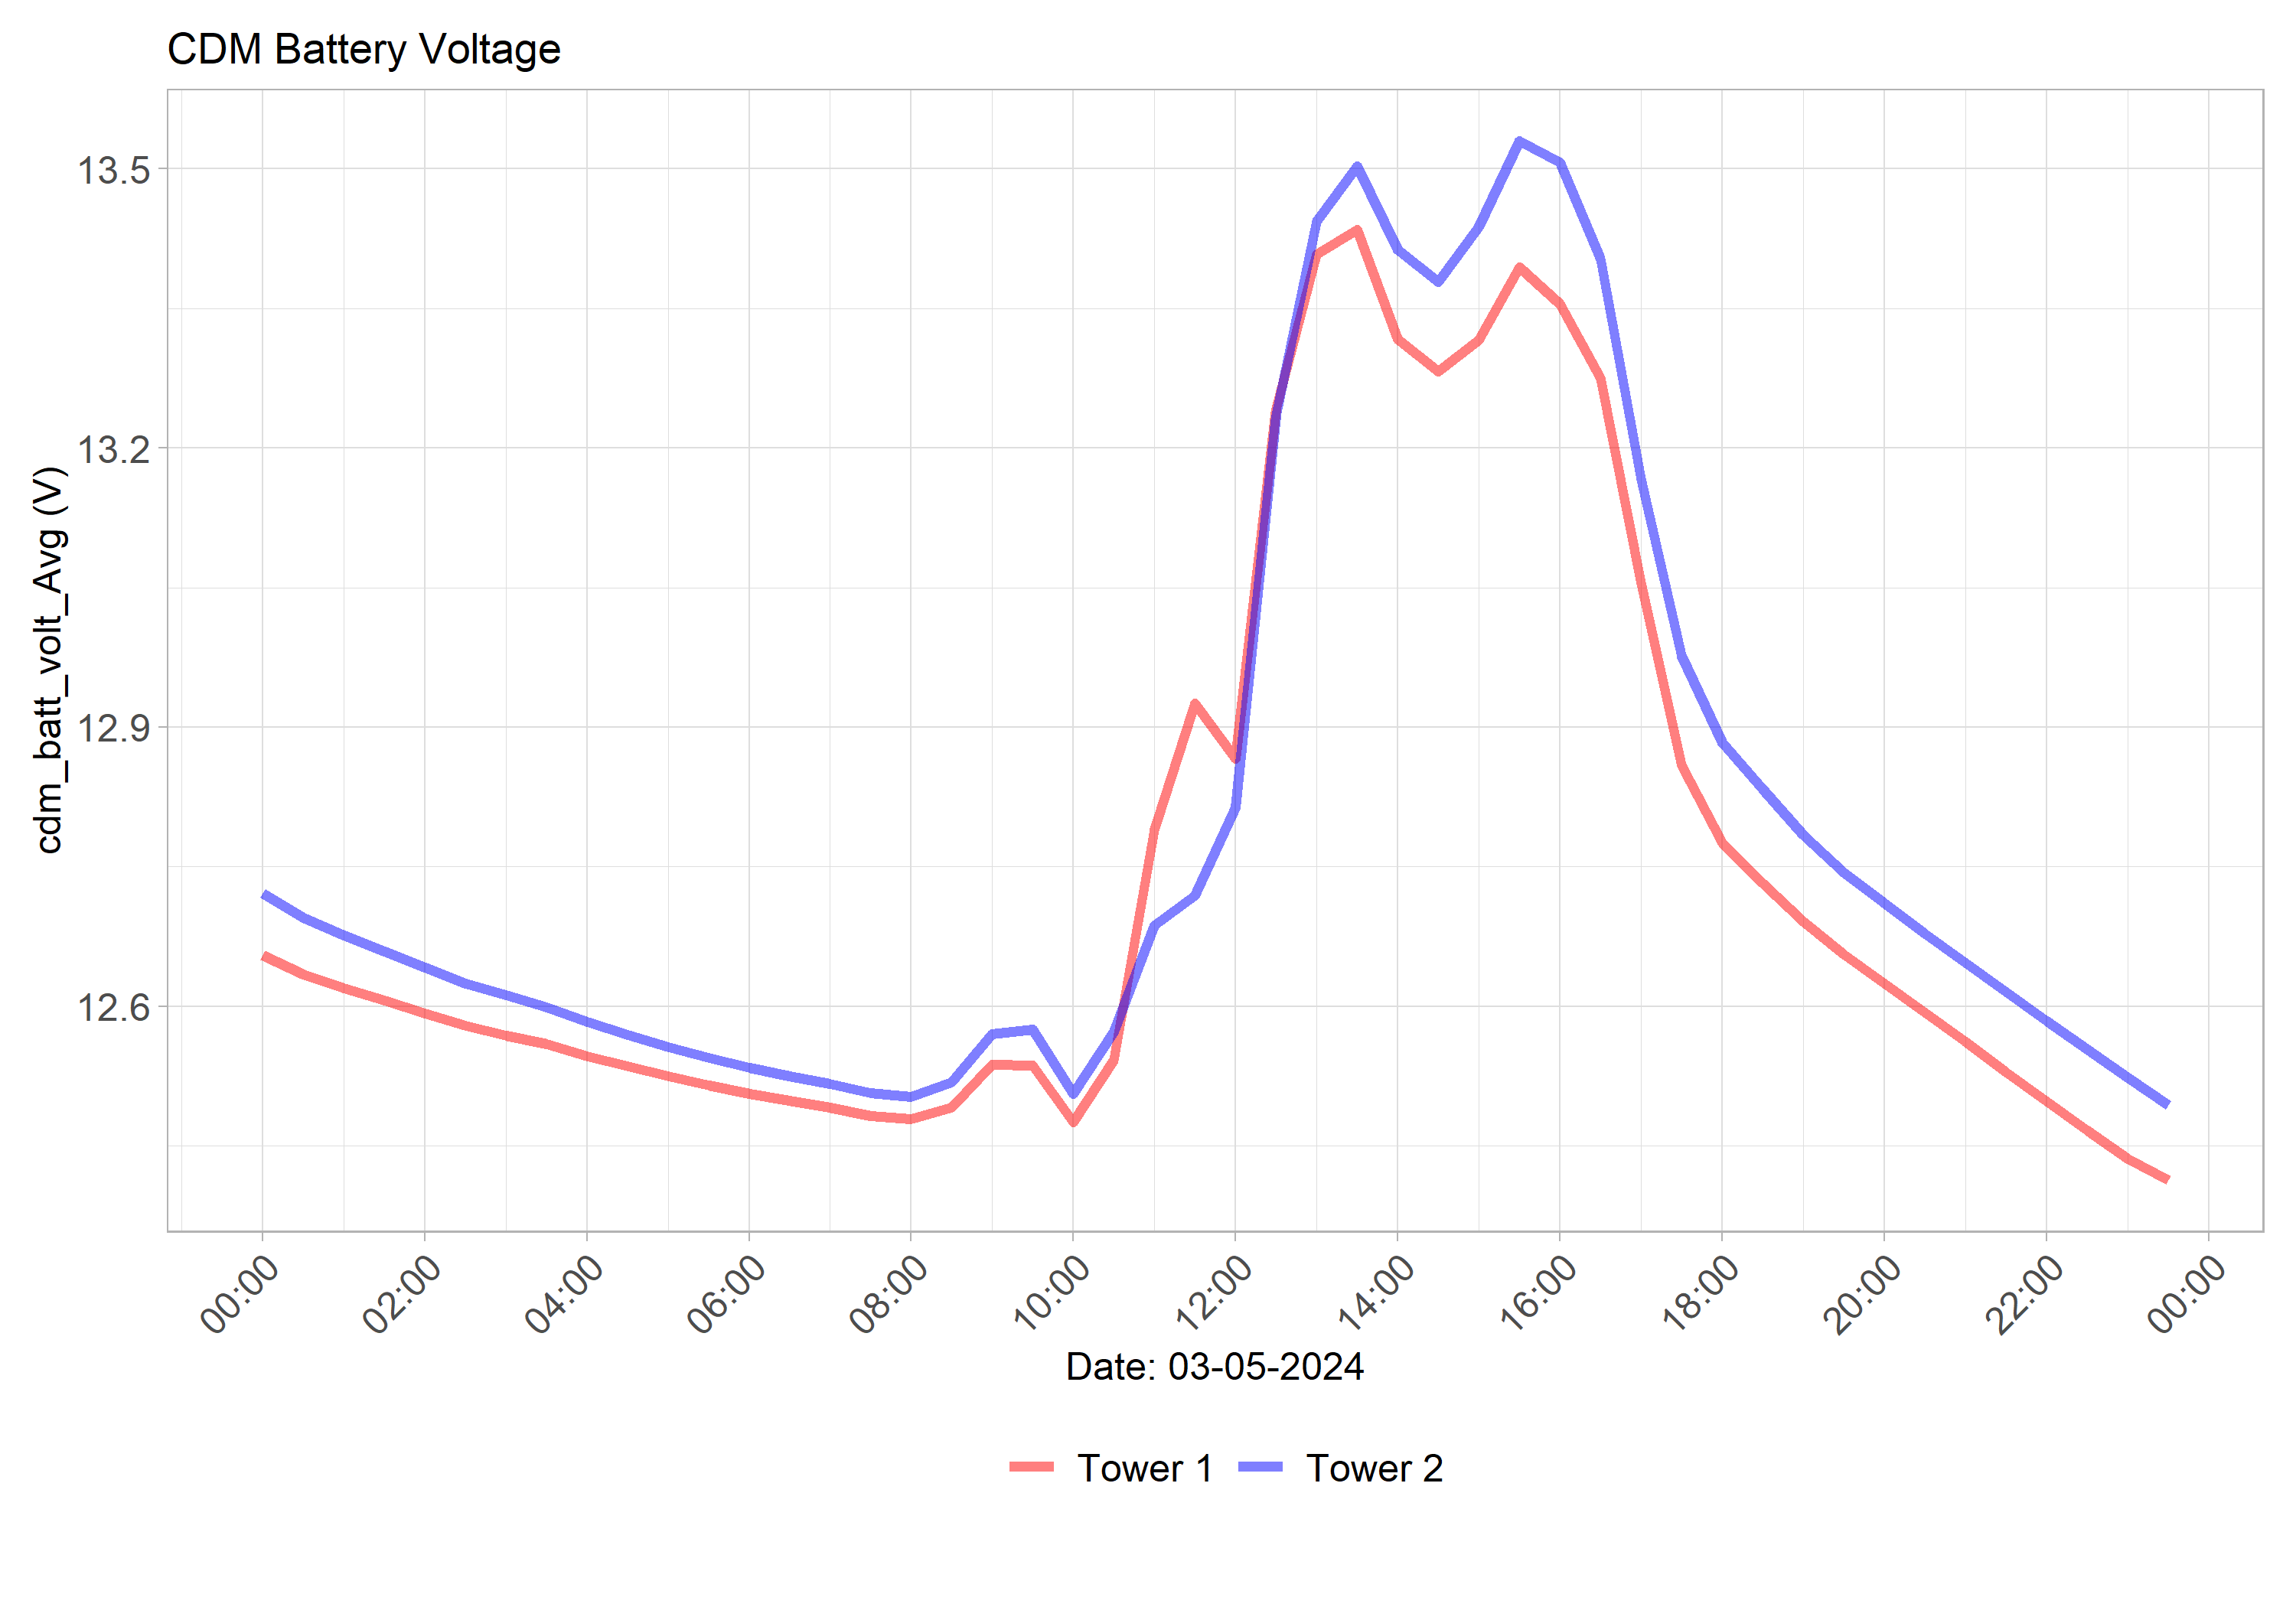 CDM Battery Voltage
cdm_batt_volt_Avg (V)
13.5
13.2
12.9
12.6
00:00 02:00 04:00 06:00 08:00 10:00 12:00 14:00 16:00 18:00 20:00 22:00 00:00
Date: 03-05-2024
Tower 1 Tower 2